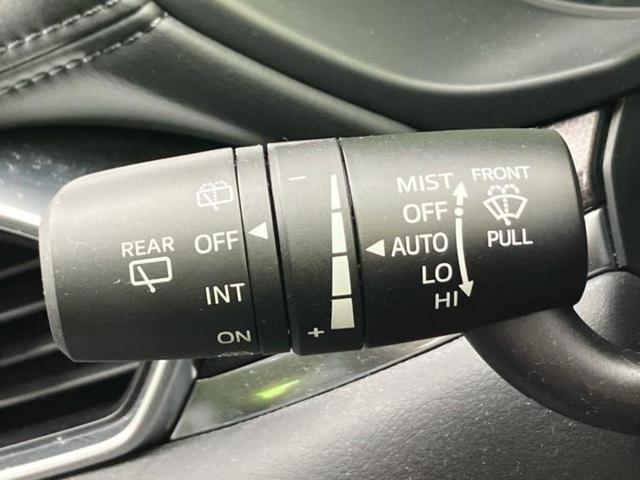 REAR
OFF
INT
ON
−
+
MIST
OFF
AUTO
LO
HI
FRONT
PULL